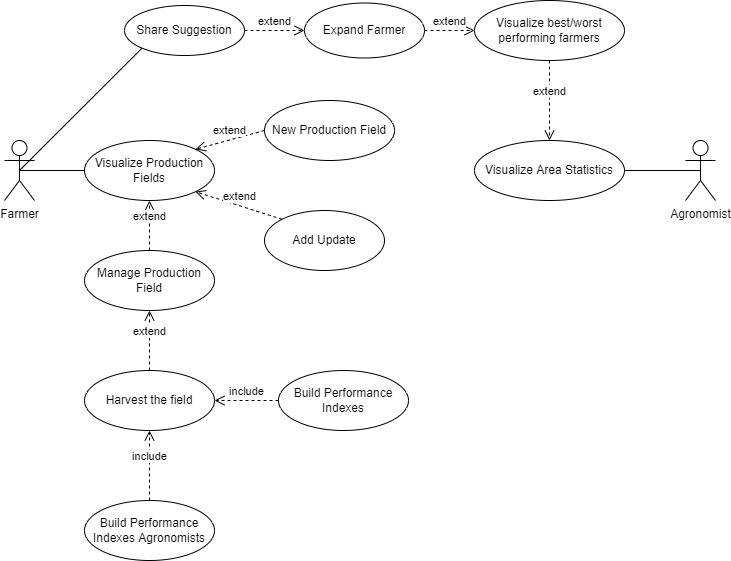 Share Suggestion
extend
Expand Farmer
extend
Visualize best/worst
performing farmers
extend
New Production Field
extend
Visualize Production
Fields
Visualize Area Statistics
Farmer
Agronomist
extend
extend
Add Update
Manage Production
Field
extend
Harvest the field
include
Build Performance
Indexes
include
Build Performance
Indexes Agronomists